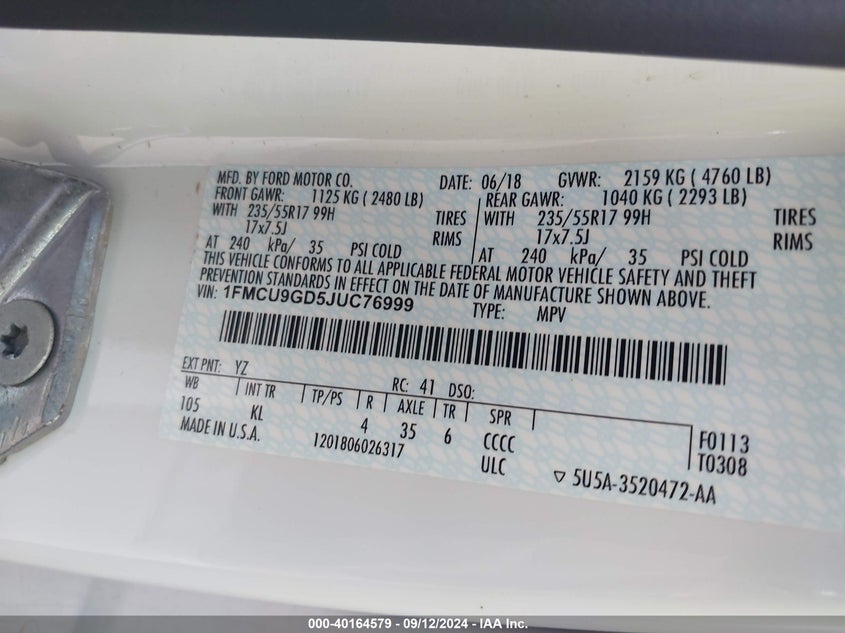 MFD. BY FORD MOTOR CO. DATE: 06/18 GVWR: 2159 KG ( 4760 LB)
FRONT GAWR: 1125 KG ( 2480 LB) REAR GAWR: 1040 KG ( 2293 LB)
WITH 235/55R17 99H TIRES WITH 235/55R17 99H TIRES
17x7.5J RIMS 17x7.5J RIMS
AT 240 kPa/ 35 PSI COLD AT 240 kPa/ 35 PSI COLD
THIS VEHICLE CONFORMS TO ALL APPLICABLE FEDERAL MOTOR VEHICLE SAFETY AND THEFT
PREVENTION STANDARDS IN EFFECT ON THE DATE OF MANUFACTURE SHOWN ABOVE.
VIN: 1FMCU9GD5JUC76999 TYPE: MPV
EXT PNT: YZ RC: 41 DSO:
WB INT TR TP/PS R AXLE TR SPR
105 KL 4 35 6 CCCC F0113
MADE IN U.S.A. 1201806026317 ULC T0308
▽ 5U5A-3520472-AA
000-40164579 - 09/12/2024 - IAA Inc.